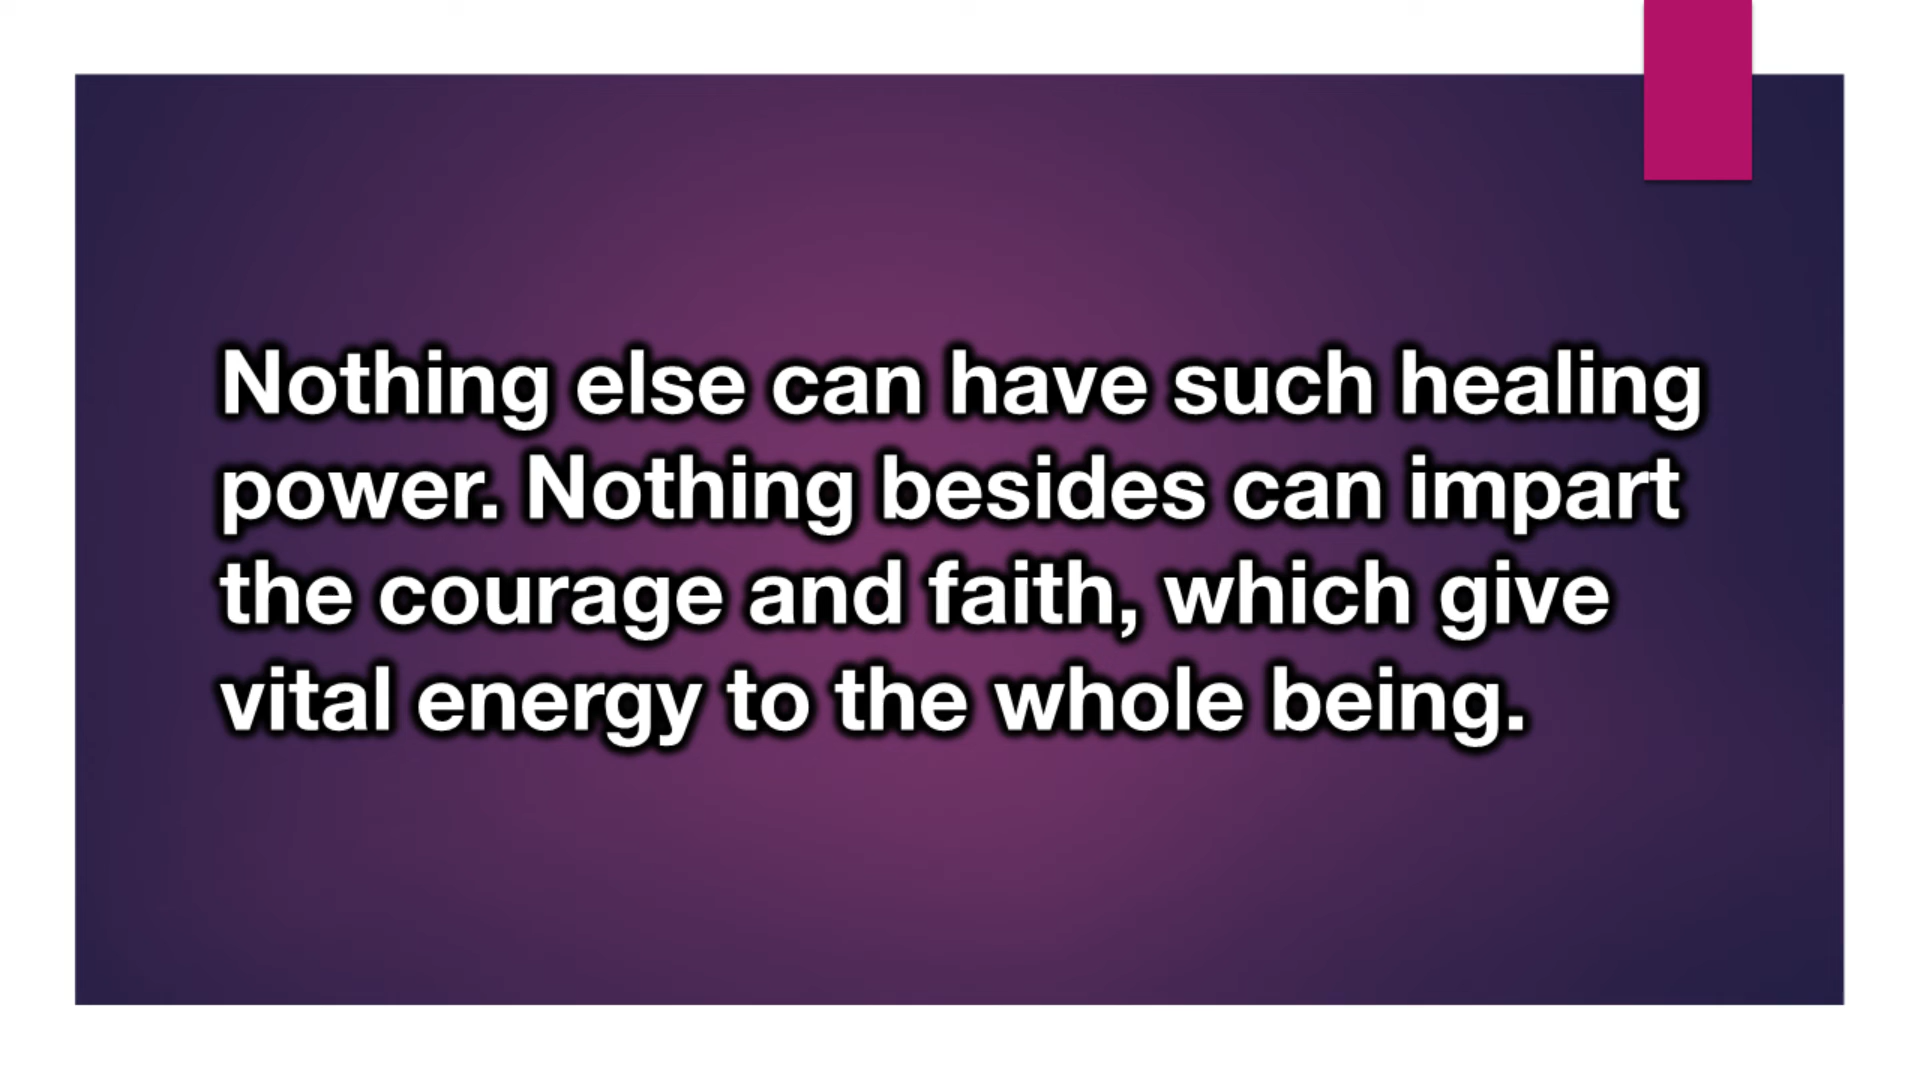 Nothing else can have such healing
power. Nothing besides can impart
the courage and faith, which give
vital energy to the whole being.